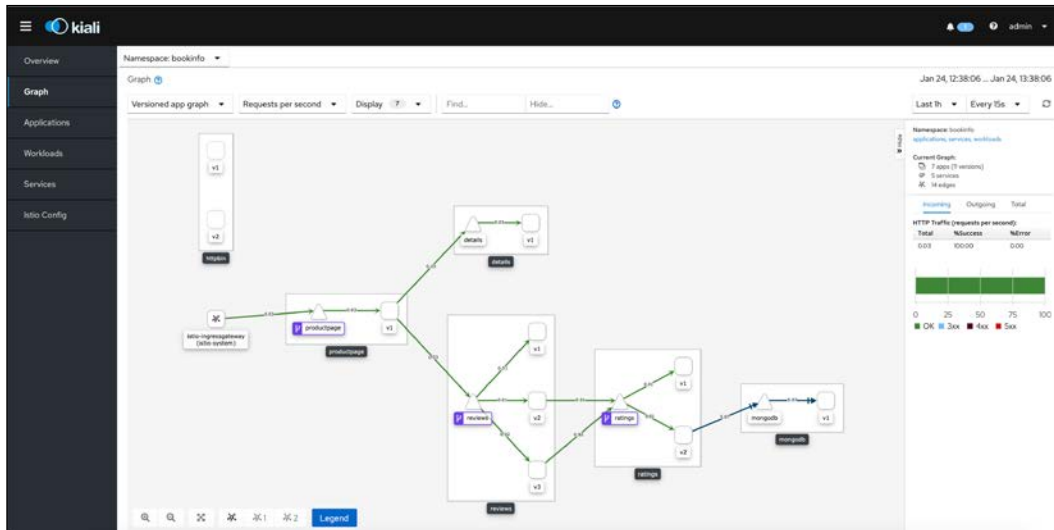 kiali
admin
Overview
Graph
Applications
Workloads
Services
Istio Config
Namespace: bookinfo
Graph
Jan 24, 12:38:06 ... Jan 24, 13:38:06
Versioned app graph
Requests per second
Display 7
Find...
Hide...
Last 1h
Every 15s
Hide
v1
v2
httpbin
details
v1
details
istio-ingressgateway
(istio-system)
productpage
v1
productpage
reviews
v1
v2
v3
reviews
ratings
v1
v2
ratings
mongodb
v1
mongodb
Legend
Namespace: bookinfo
applications, services, workloads
Current Graph:
7 apps (11 versions)
5 services
14 edges
Incoming
Outgoing
Total
HTTP Traffic (requests per second):
Total %Success %Error
0.03 100.00 0.00
0 25 50 75 100
OK 3xx 4xx 5xx